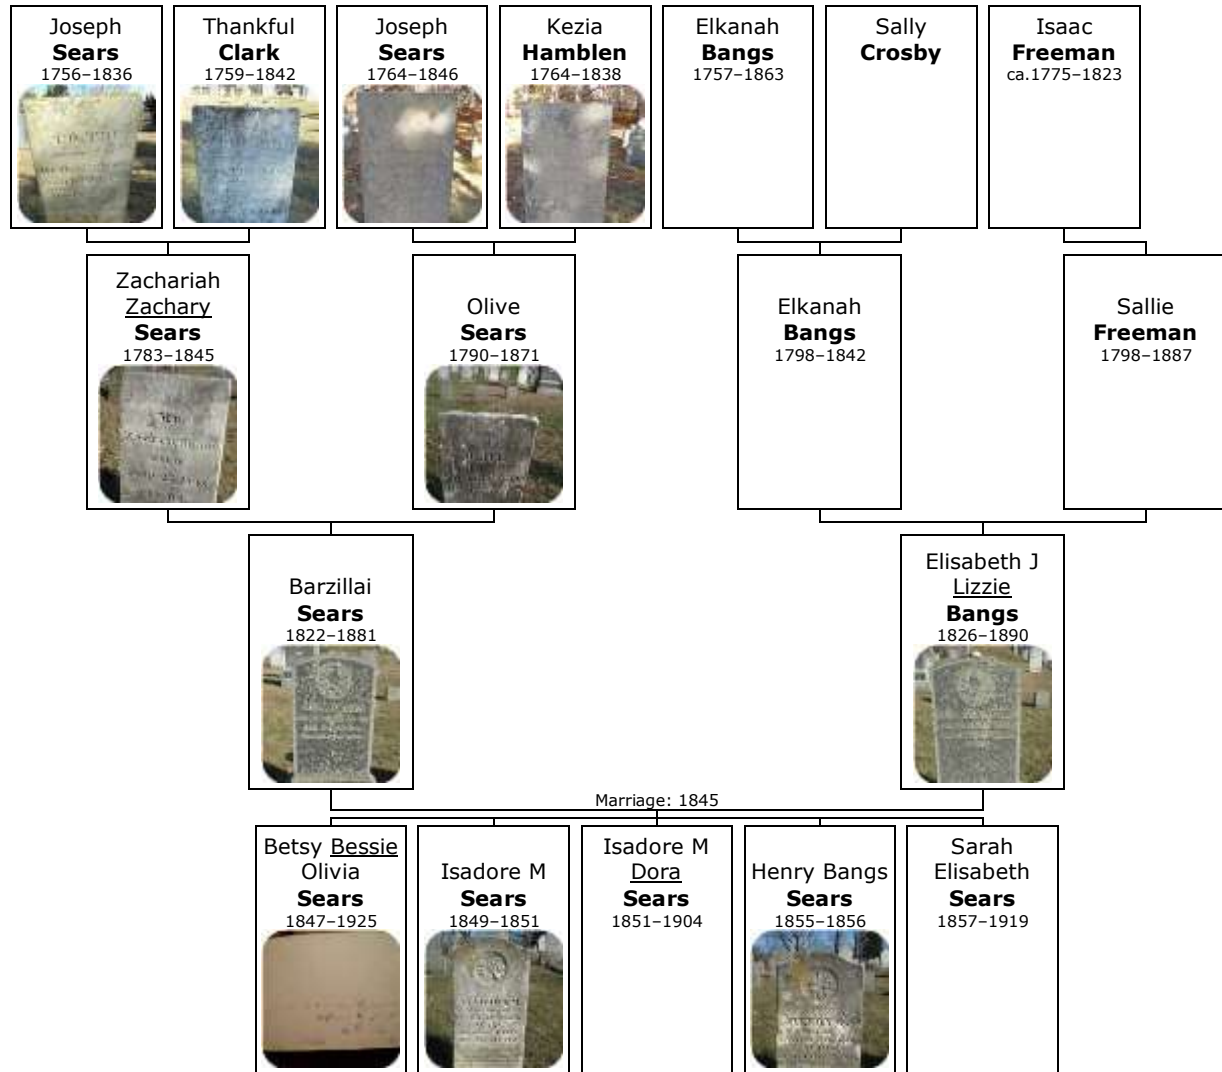 Joseph
Sears
1756–1836
Thankful
Clark
1759–1842
Joseph
Sears
1764–1846
Kezia
Hamblen
1764–1838
Elkanah
Bangs
1757–1863
Sally
Crosby
Isaac
Freeman
ca.1775–1823
Zachariah
Zachary
Sears
1783–1845
Olive
Sears
1790–1871
Elkanah
Bangs
1798–1842
Sallie
Freeman
1798–1887
Barzillai
Sears
1822–1881
Elisabeth J
Lizzie
Bangs
1826–1890
Marriage: 1845
Betsy Bessie
Olivia
Sears
1847–1925
Isadore M
Sears
1849–1851
Isadore M
Dora
Sears
1851–1904
Henry Bangs
Sears
1855–1856
Sarah
Elisabeth
Sears
1857–1919